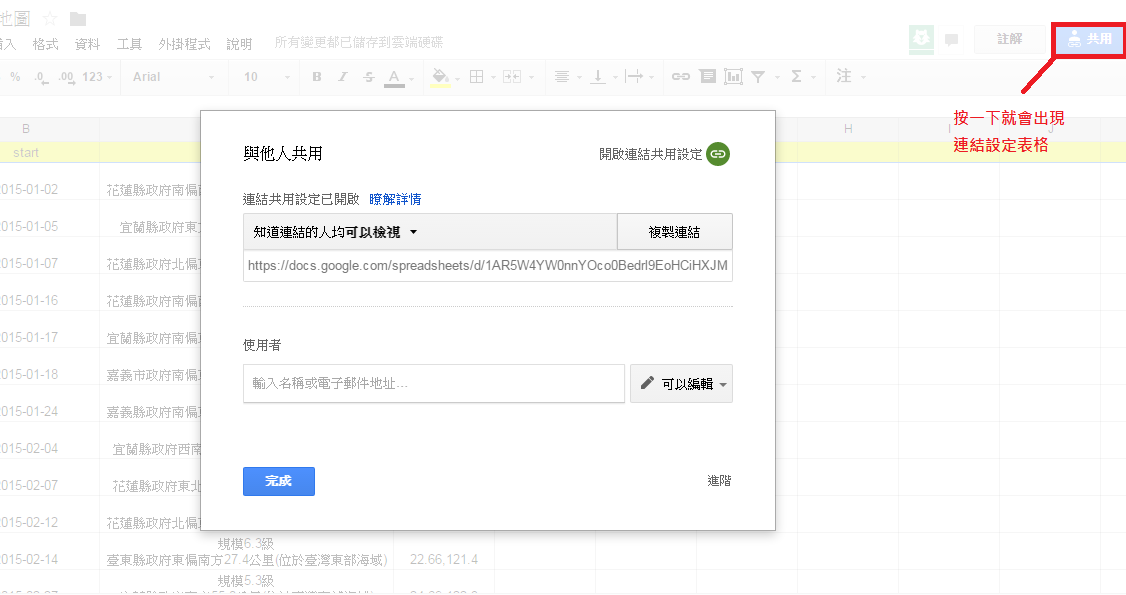 地圖
插入 格式 資料 工具 外掛程式 說明 所有變更都已儲存到雲端硬碟
註解 共用
% .0 .00 123 Arial 10 B I S A Σ 注
按一下就會出現
連結設定表格
B H I J
start
與他人共用
開啟連結共用設定
連結共用設定已開啟 瞭解詳情
知道連結的人均可以檢視 複製連結
https://docs.google.com/spreadsheets/d/1AR5W4YW0nnYOco0Bedrl9EoHCiHXJM
使用者
輸入名稱或電子郵件地址... 可以編輯
完成 進階
2015-01-02 花蓮縣政府南偏
2015-01-05 宜蘭縣政府東
2015-01-07 花蓮縣政府北偏
2015-01-16 花蓮縣政府南偏
2015-01-17 宜蘭縣政府南偏
2015-01-18 嘉義市政府南偏
2015-01-24 嘉義縣政府南偏
2015-02-04 宜蘭縣政府西南
2015-02-07 花蓮縣政府東北
2015-02-12 花蓮縣政府北偏
規模6.3級
2015-02-14 臺東縣政府東偏南方27.4公里(位於臺灣東部海域) 22.66,121.4
規模5.3級